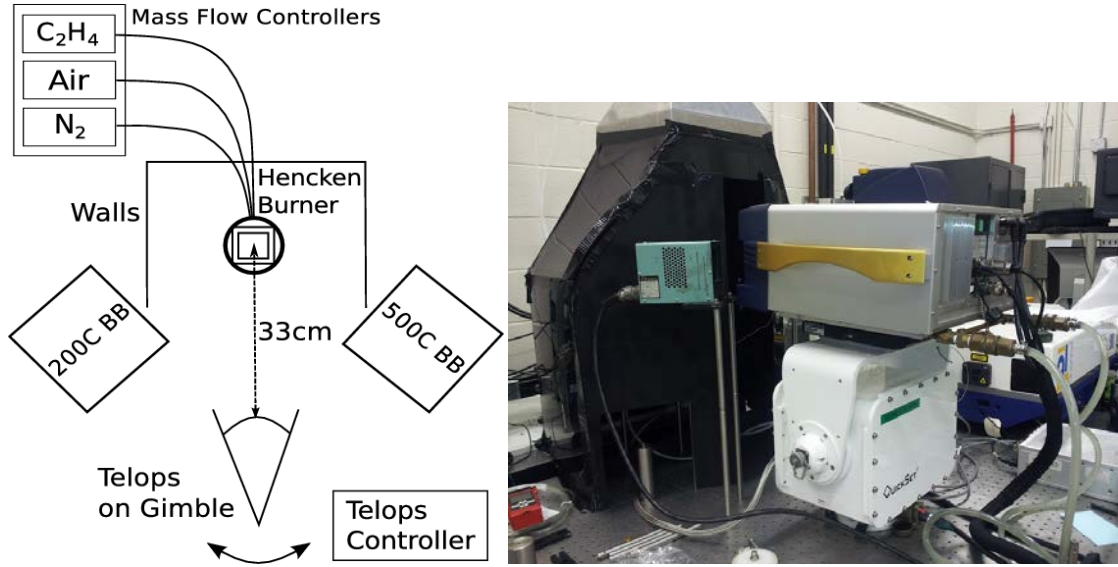 Mass Flow Controllers
C₂H₄
Air
N₂
Hencken
Burner
Walls
200C BB
500C BB
33cm
Telops
on Gimble
Telops
Controller
QUICKSET